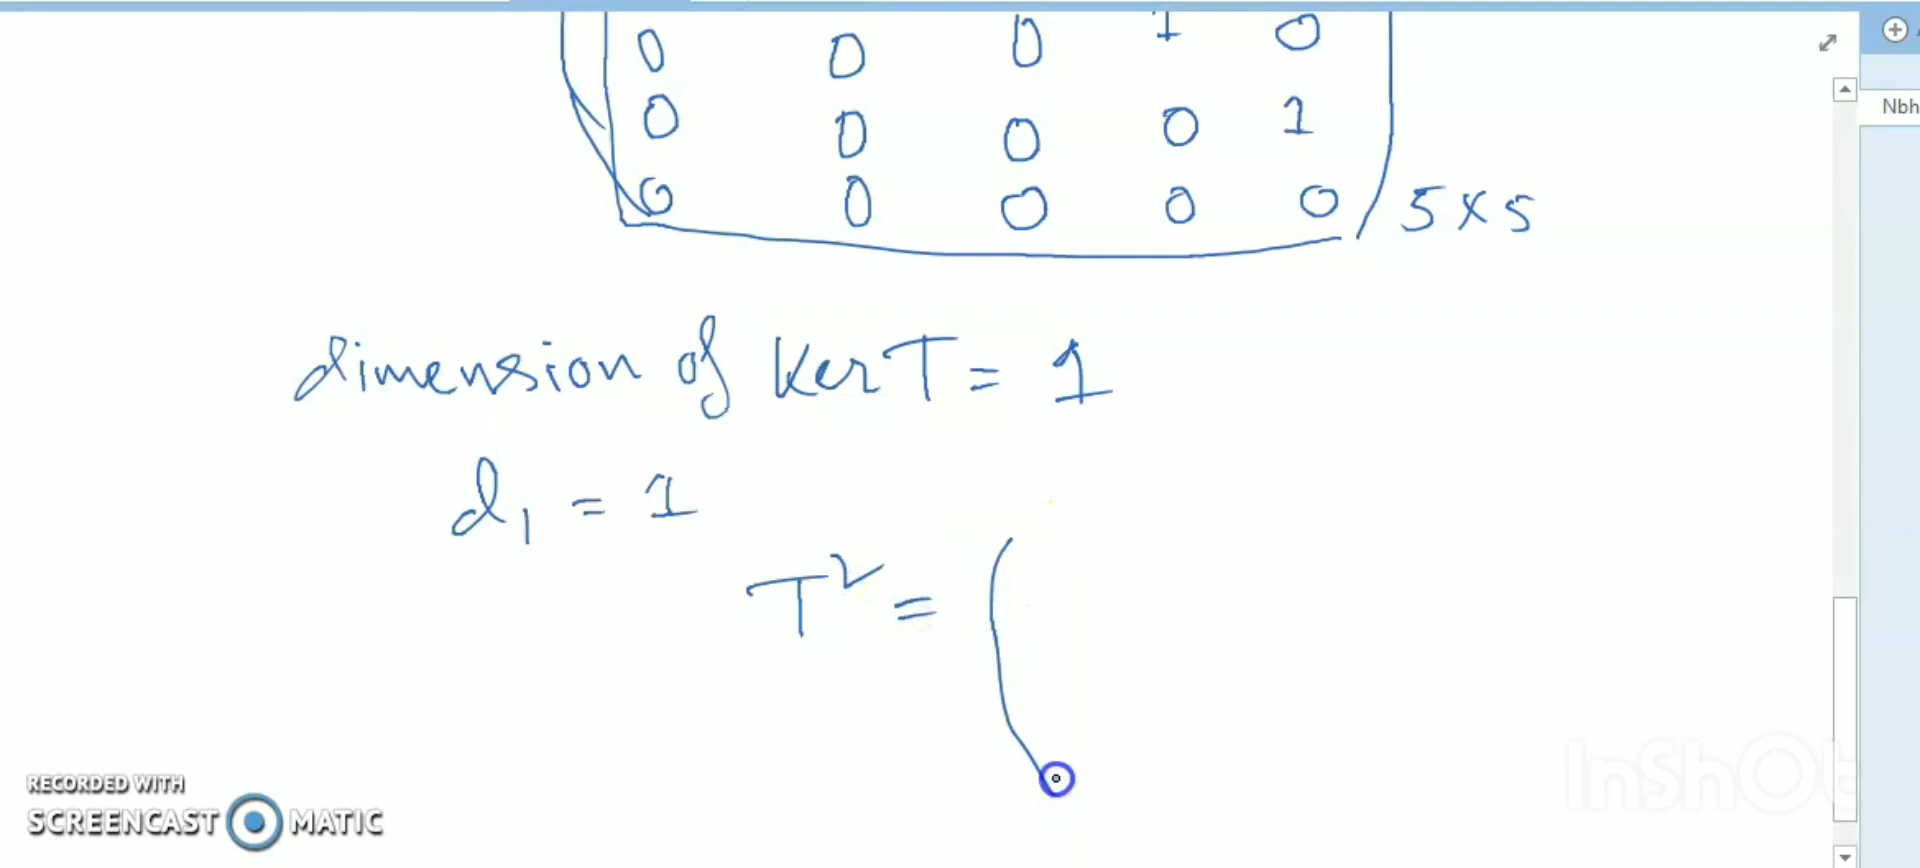 0 0 0 1 0
0 0 0 0 1
0 0 0 0 0 5×5
dimension of Ker T = 1
d₁ = 1
T² = (
RECORDED WITH
SCREENCAST MATIC
InShOt
Nbh